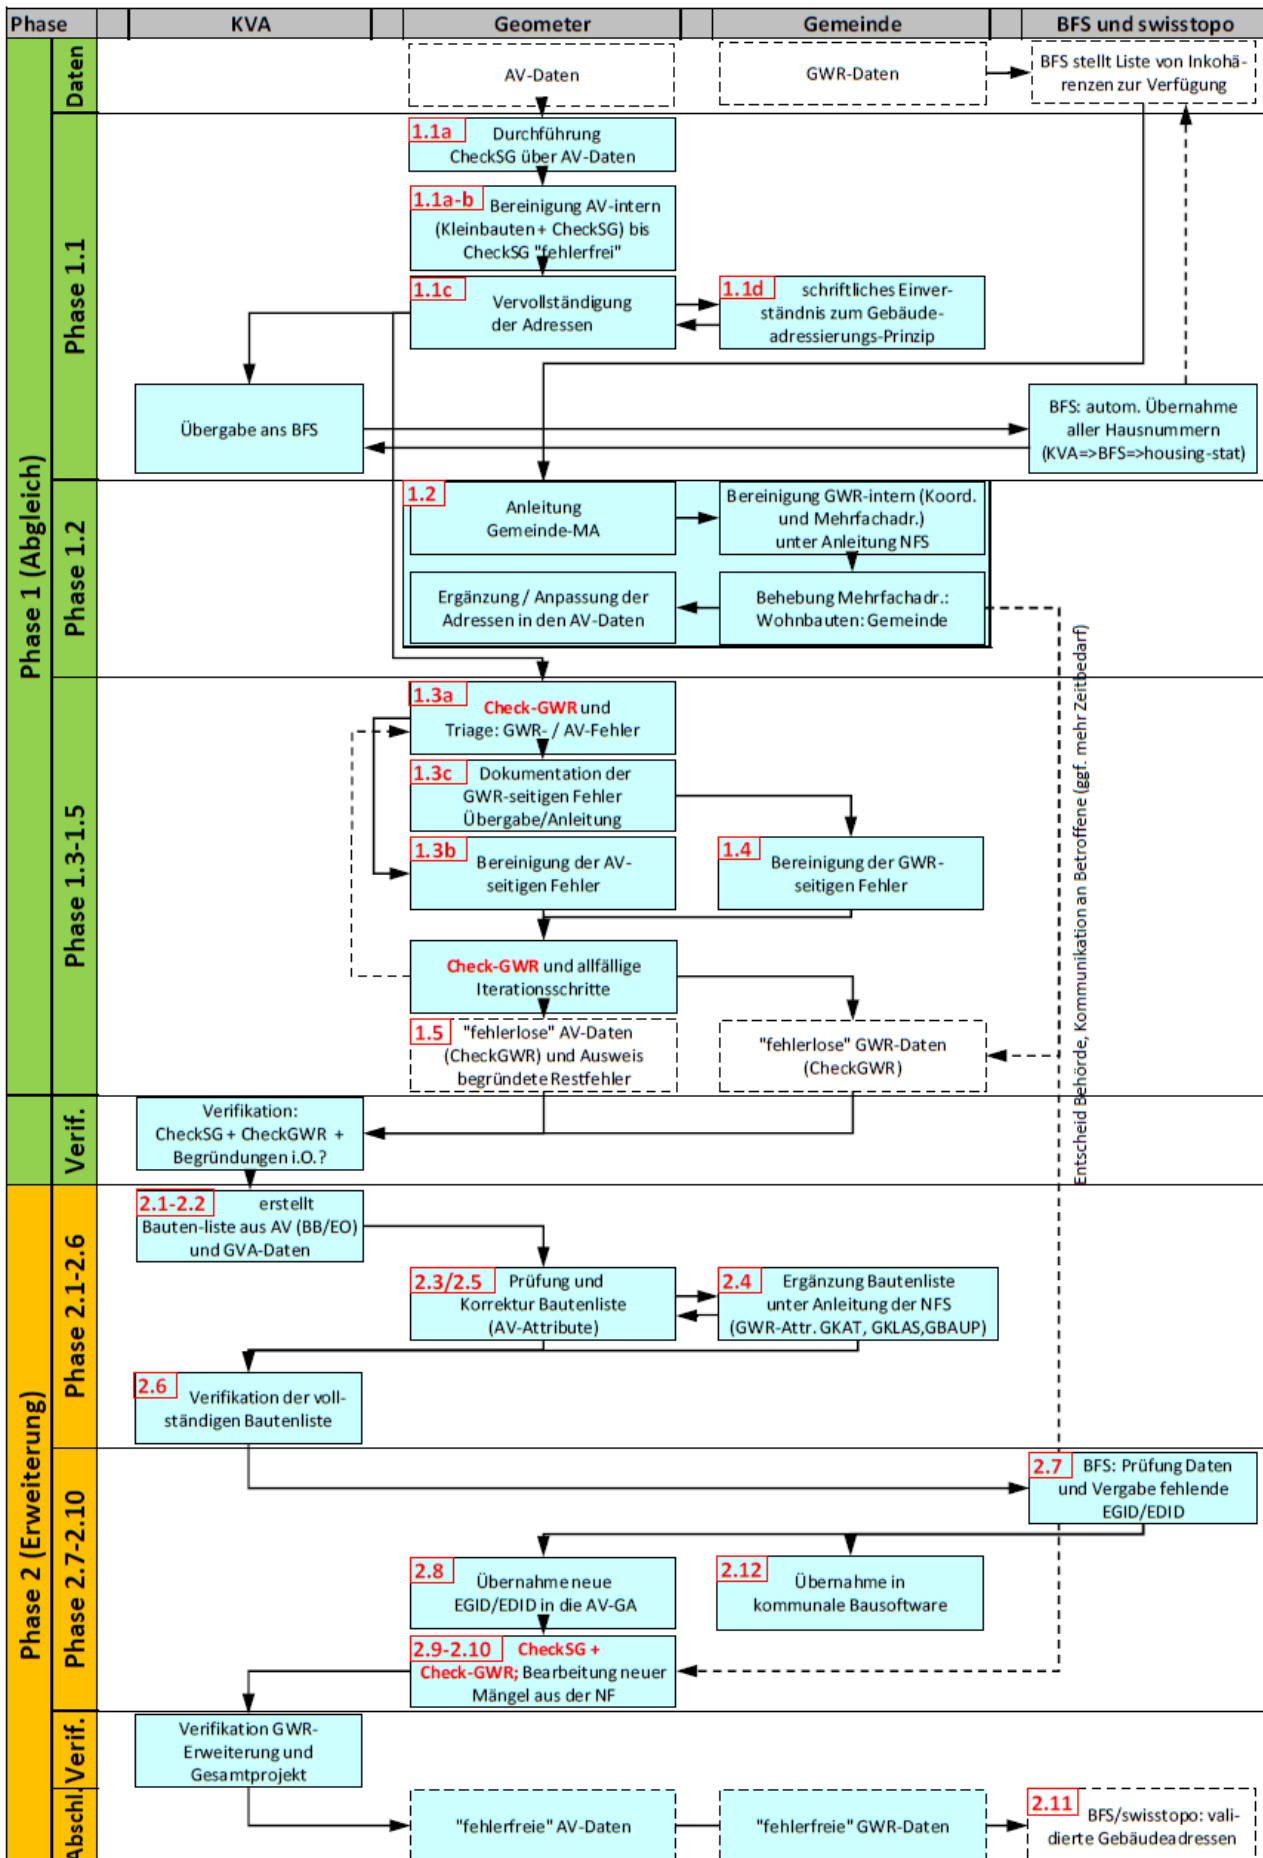 Phase
KVA
Geometer
Gemeinde
BFS und swisstopo
Phase 1 (Abgleich)
Daten
AV-Daten
GWR-Daten
BFS stellt Liste von Inkohä-
renzen zur Verfügung
Phase 1.1
1.1a Durchführung
CheckSG über AV-Daten
1.1a-b Bereinigung AV-intern
(Kleinbauten + CheckSG) bis
CheckSG "fehlerfrei"
1.1c Vervollständigung
der Adressen
1.1d schriftliches Einver-
ständnis zum Gebäude-
adressierungs-Prinzip
Übergabe ans BFS
BFS: autom. Übernahme
aller Hausnummern
(KVA=>BFS=>housing-stat)
Phase 1.2
1.2
Anleitung
Gemeinde-MA
Bereinigung GWR-intern (Koord.
und Mehrfachadr.)
unter Anleitung NFS
Ergänzung / Anpassung der
Adressen in den AV-Daten
Behebung Mehrfachadr.:
Wohnbauten: Gemeinde
Entscheid Behörde, Kommunikation an Betroffene (ggf. mehr Zeitbedarf)
Phase 1.3-1.5
1.3a
Check-GWR und
Triage: GWR- / AV-Fehler
1.3c Dokumentation der
GWR-seitigen Fehler
Übergabe/Anleitung
1.3b
Bereinigung der AV-
seitigen Fehler
1.4
Bereinigung der GWR-
seitigen Fehler
Check-GWR und allfällige
Iterationsschritte
1.5 "fehlerlose" AV-Daten
(CheckGWR) und Ausweis
begründete Restfehler
"fehlerlose" GWR-Daten
(CheckGWR)
Verif.
Verifikation:
CheckSG + CheckGWR +
Begründungen i.O.?
Phase 2 (Erweiterung)
Phase 2.1-2.6
2.1-2.2 erstellt
Bauten-liste aus AV (BB/EO)
und GVA-Daten
2.3/2.5 Prüfung und
Korrektur Bautenliste
(AV-Attribute)
2.4 Ergänzung Bautenliste
unter Anleitung der NFS
(GWR-Attr. GKAT, GKLAS,GBAUP)
2.6
Verifikation der voll-
ständigen Bautenliste
Phase 2.7-2.10
2.7 BFS: Prüfung Daten
und Vergabe fehlende
EGID/EDID
2.8
Übernahme neue
EGID/EDID in die AV-GA
2.12
Übernahme in
kommunale Bausoftware
2.9-2.10 CheckSG +
Check-GWR; Bearbeitung neuer
Mängel aus der NF
Verif.
Verifikation GWR-
Erweiterung und
Gesamtprojekt
Abschl.
"fehlerfreie" AV-Daten
"fehlerfreie" GWR-Daten
2.11
BFS/swisstopo: vali-
dierte Gebäudeadressen